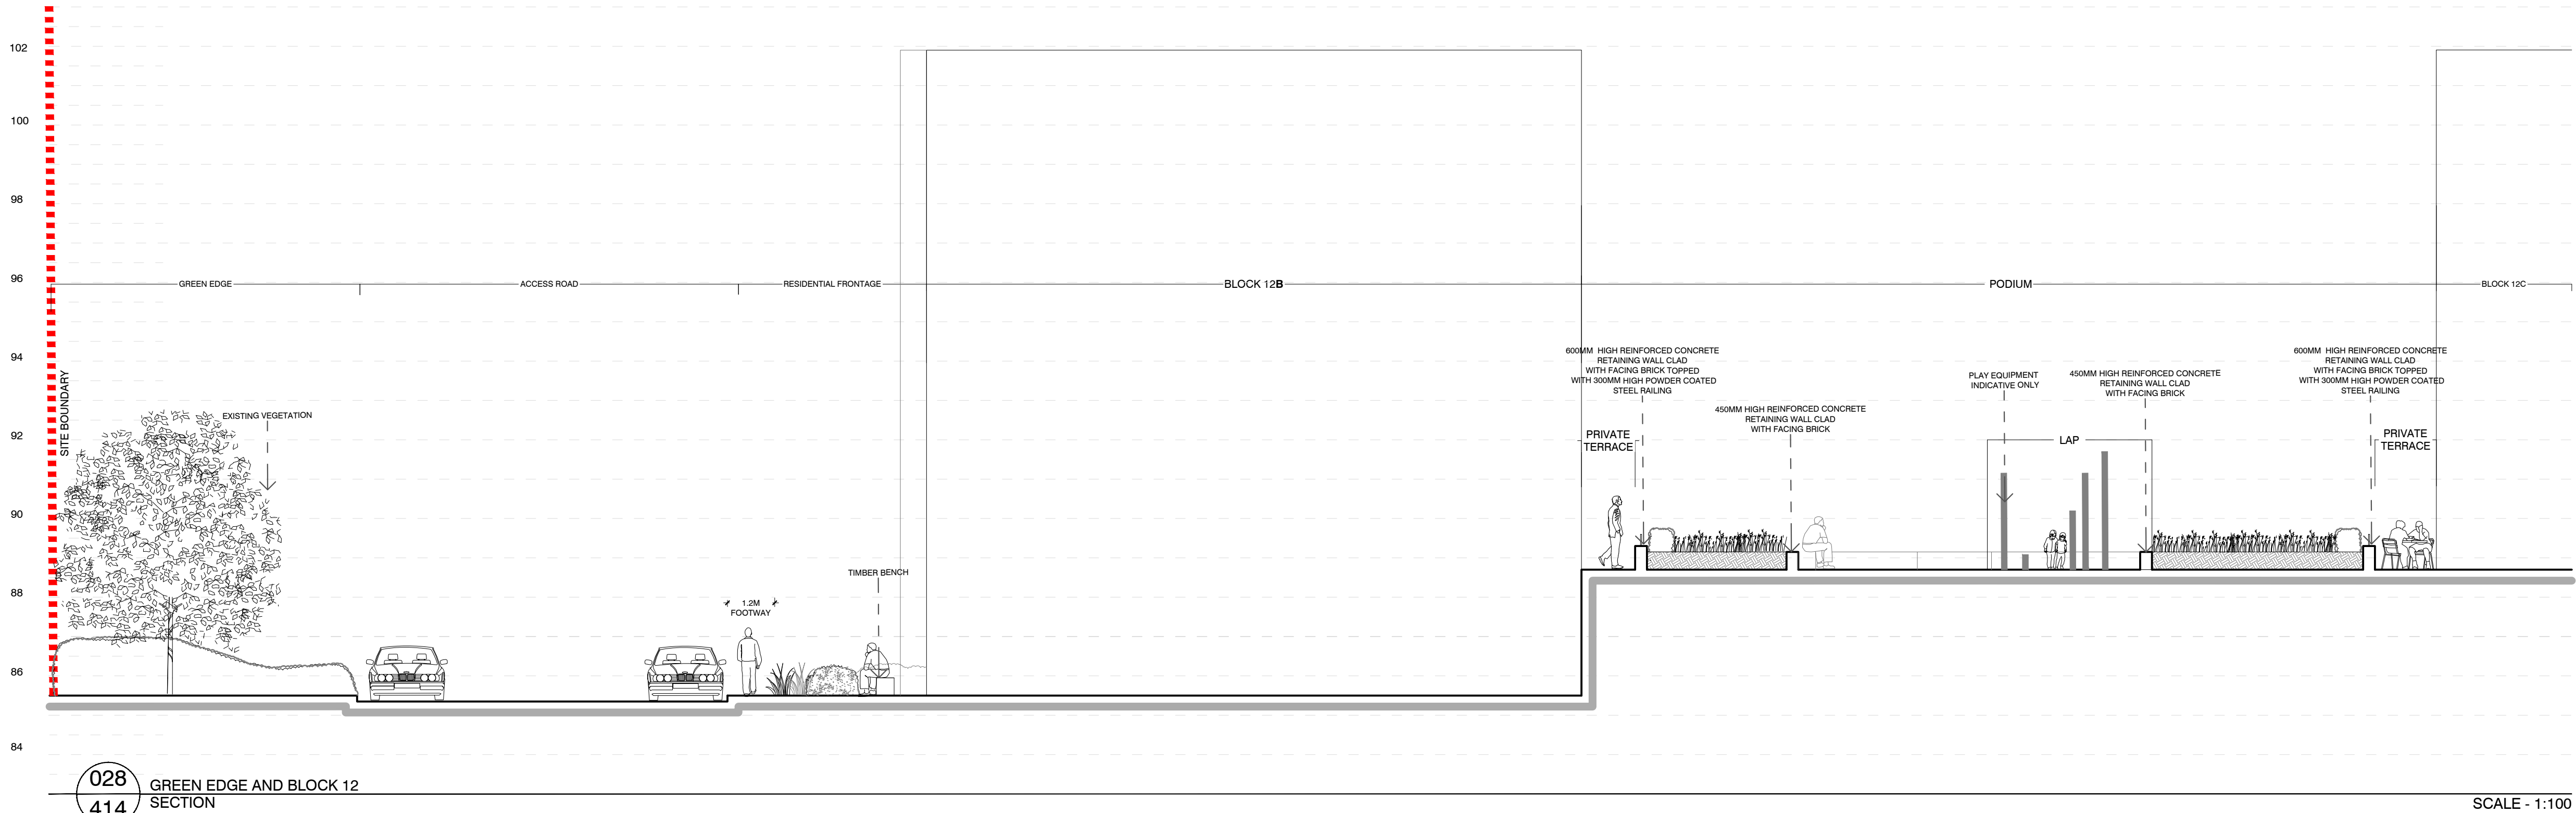 102
100
98
96
94
92
90
88
86
84
SITE BOUNDARY
GREEN EDGE
ACCESS ROAD
RESIDENTIAL FRONTAGE
BLOCK 12B
PODIUM
BLOCK 12C
EXISTING VEGETATION
1.2M
FOOTWAY
TIMBER BENCH
600MM HIGH REINFORCED CONCRETE
RETAINING WALL CLAD
WITH FACING BRICK TOPPED
WITH 300MM HIGH POWDER COATED
STEEL RAILING
PRIVATE
TERRACE
450MM HIGH REINFORCED CONCRETE
RETAINING WALL CLAD
WITH FACING BRICK
PLAY EQUIPMENT
INDICATIVE ONLY
LAP
450MM HIGH REINFORCED CONCRETE
RETAINING WALL CLAD
WITH FACING BRICK
600MM HIGH REINFORCED CONCRETE
RETAINING WALL CLAD
WITH FACING BRICK TOPPED
WITH 300MM HIGH POWDER COATED
STEEL RAILING
PRIVATE
TERRACE
028
414
GREEN EDGE AND BLOCK 12
SECTION
SCALE - 1:100